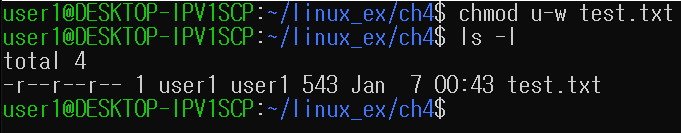 user1@DESKTOP-IPV1SCP:~/linux_ex/ch4$ chmod u-w test.txt
user1@DESKTOP-IPV1SCP:~/linux_ex/ch4$ ls -l
total 4
-r--r--r-- 1 user1 user1 543 Jan  7 00:43 test.txt
user1@DESKTOP-IPV1SCP:~/linux_ex/ch4$